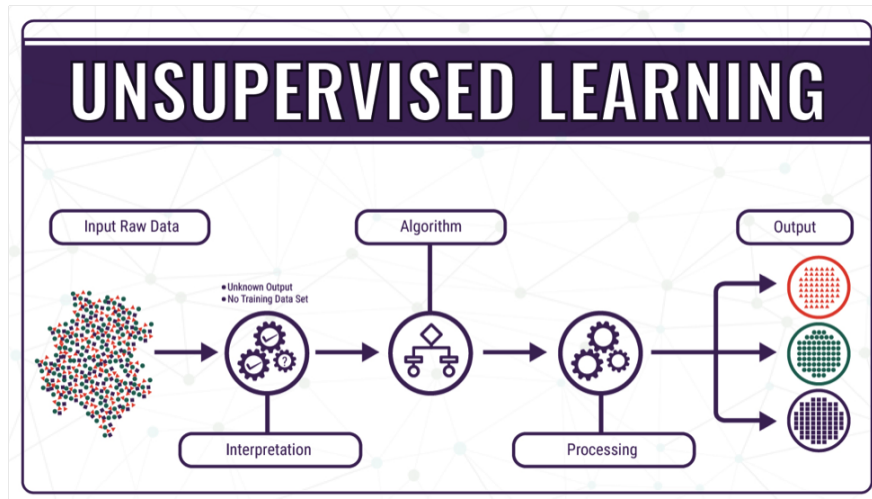 UNSUPERVISED LEARNING
Input Raw Data
Algorithm
Output
• Unknown Output
• No Training Data Set
?
Interpretation
Processing